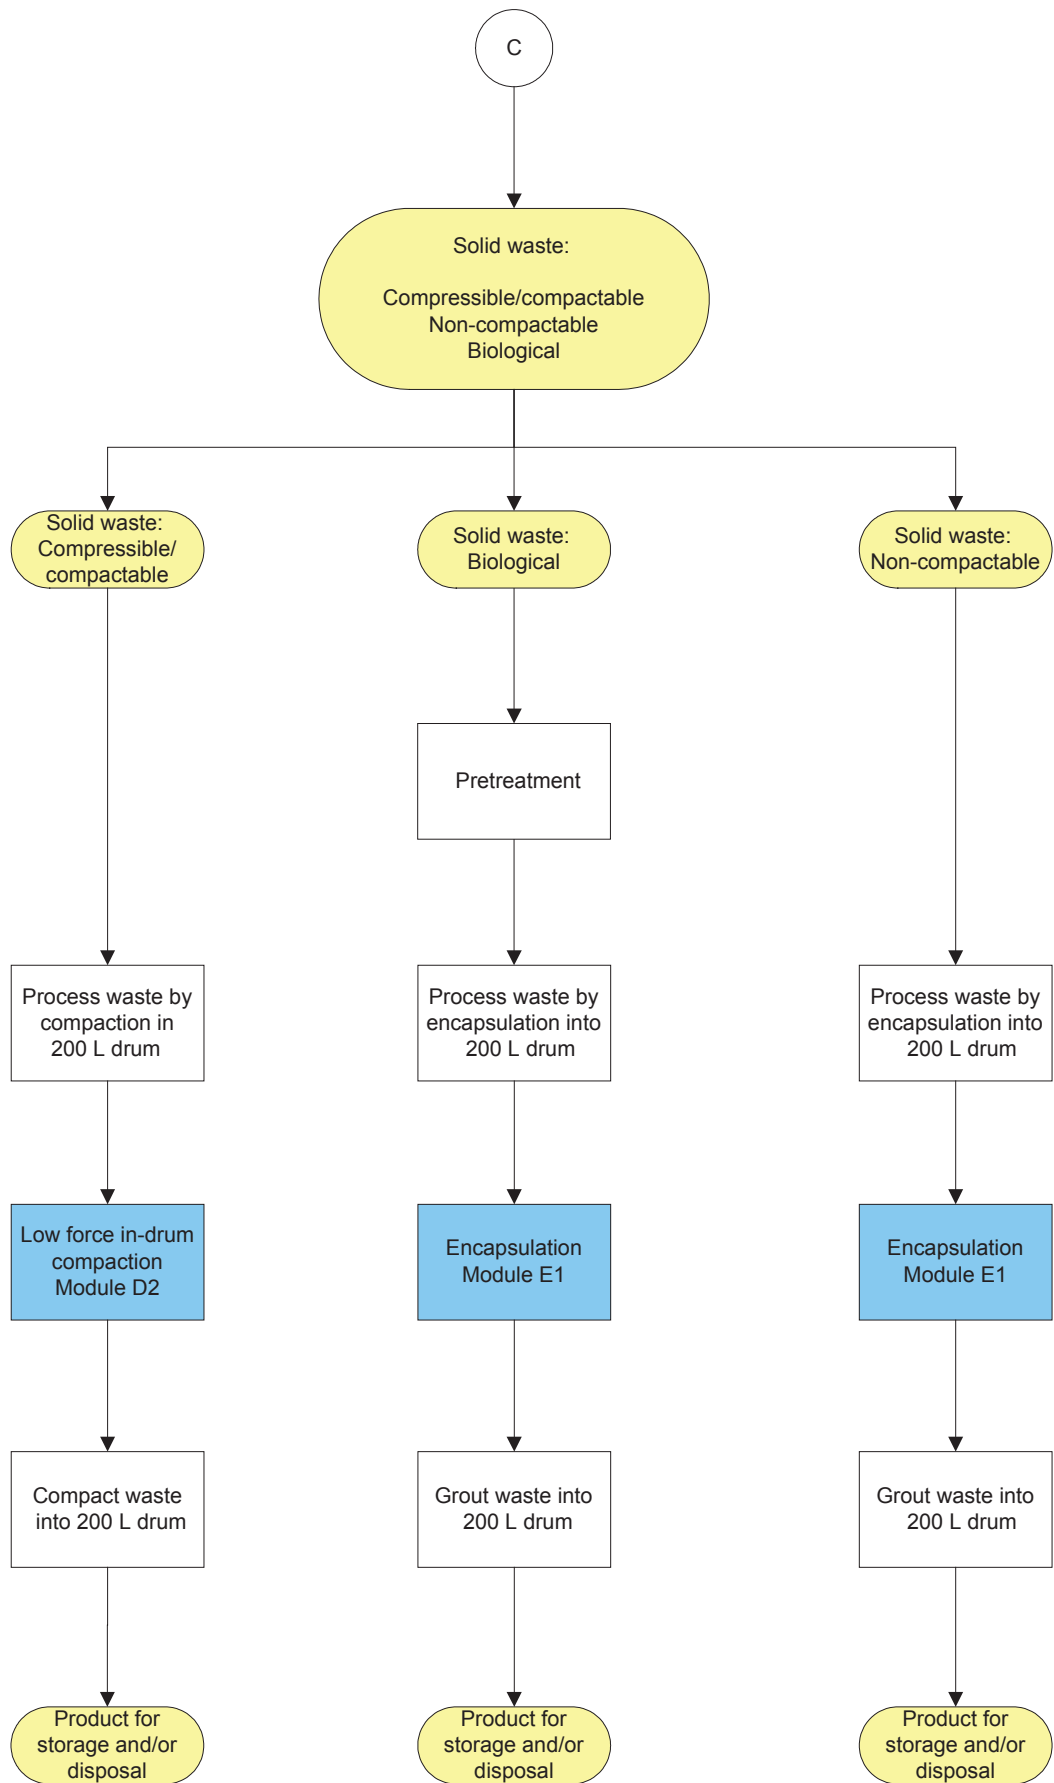 C
Solid waste:
Compressible/compactable
Non-compactable
Biological
Solid waste:
Compressible/
compactable
Solid waste:
Biological
Solid waste:
Non-compactable
Pretreatment
Process waste by
compaction in
200 L drum
Process waste by
encapsulation into
200 L drum
Process waste by
encapsulation into
200 L drum
Low force in-drum
compaction
Module D2
Encapsulation
Module E1
Encapsulation
Module E1
Compact waste
into 200 L drum
Grout waste into
200 L drum
Grout waste into
200 L drum
Product for
storage and/or
disposal
Product for
storage and/or
disposal
Product for
storage and/or
disposal